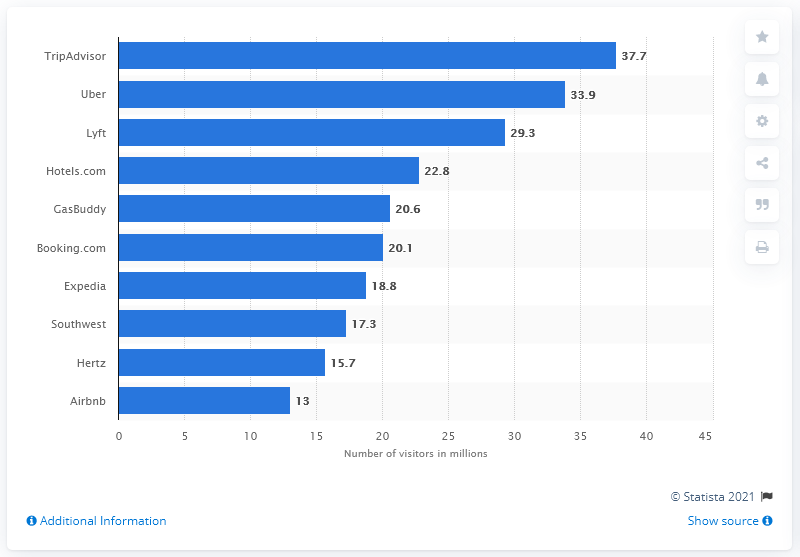 TripAdvisor 37.7
Uber 33.9
Lyft 29.3
Hotels.com 22.8
GasBuddy 20.6
Booking.com 20.1
Expedia 18.8
Southwest 17.3
Hertz 15.7
Airbnb 13
0 5 10 15 20 25 30 35 40 45
Number of visitors in millions
© Statista 2021
Additional Information Show source